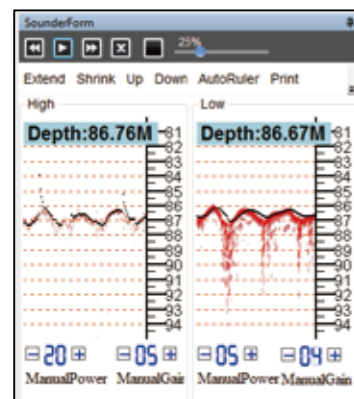 SounderForm
25%
Extend Shrink Up Down AutoRuler Print
High Low
Depth:86.76M 81 Depth:86.67M 81
82 82
83 83
84 84
85 85
86 86
87 87
88 88
89 89
90 90
91 91
92 92
93 93
94 94
20 05 05 04
ManualPower ManualGain ManualPower ManualGain